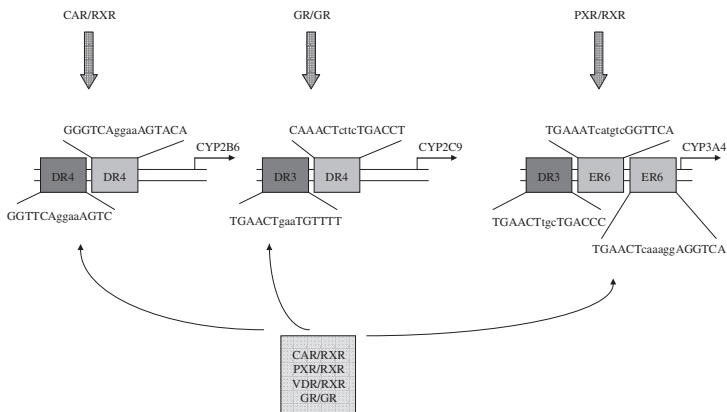 CAR/RXR GR/GR PXR/RXR
GGGTCAggaaAGTACA CAAACTcttcTGACCT TGAAATcatgtcGGTTCA
CYP2B6 CYP2C9 CYP3A4
DR4 DR4 DR3 DR4 DR3 ER6 ER6
GGTTCAggaaAGTC TGAACTgaaTGTTTT TGAACTtgcTGACCC
TGAACTcaaaggAGGTCA
CAR/RXR
PXR/RXR
VDR/RXR
GR/GR